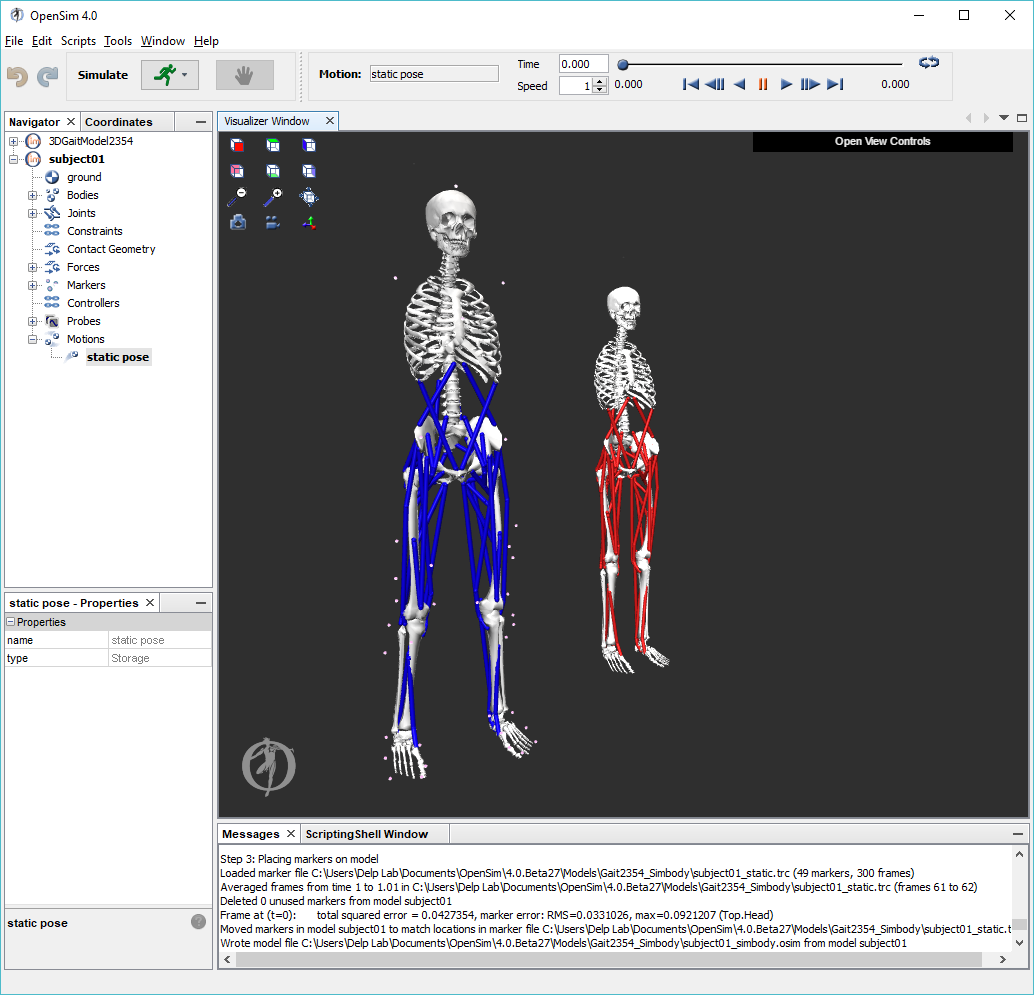 OpenSim 4.0
File Edit Scripts Tools Window Help
Simulate
Motion: static pose
Time 0.000
Speed 1 0.000 0.000
Navigator Coordinates
3DGaitModel2354
subject01
ground
Bodies
Joints
Constraints
Contact Geometry
Forces
Markers
Controllers
Probes
Motions
static pose
Visualizer Window
Open View Controls
static pose - Properties
Properties
name static pose
type Storage
static pose
Messages ScriptingShell Window
Step 3: Placing markers on model
Loaded marker file C:\Users\Delp Lab\Documents\OpenSim\4.0.Beta27\Models\Gait2354_Simbody\subject01_static.trc (49 markers, 300 frames)
Averaged frames from time 1 to 1.01 in C:\Users\Delp Lab\Documents\OpenSim\4.0.Beta27\Models\Gait2354_Simbody\subject01_static.trc (frames 61 to 62)
Deleted 0 unused markers from model subject01
Frame at (t=0): total squared error = 0.0427354, marker error: RMS=0.0331026, max=0.0921207 (Top.Head)
Moved markers in model subject01 to match locations in marker file C:\Users\Delp Lab\Documents\OpenSim\4.0.Beta27\Models\Gait2354_Simbody\subject01_static.t
Wrote model file C:\Users\Delp Lab\Documents\OpenSim\4.0.Beta27\Models\Gait2354_Simbody\subject01_simbody.osim from model subject01